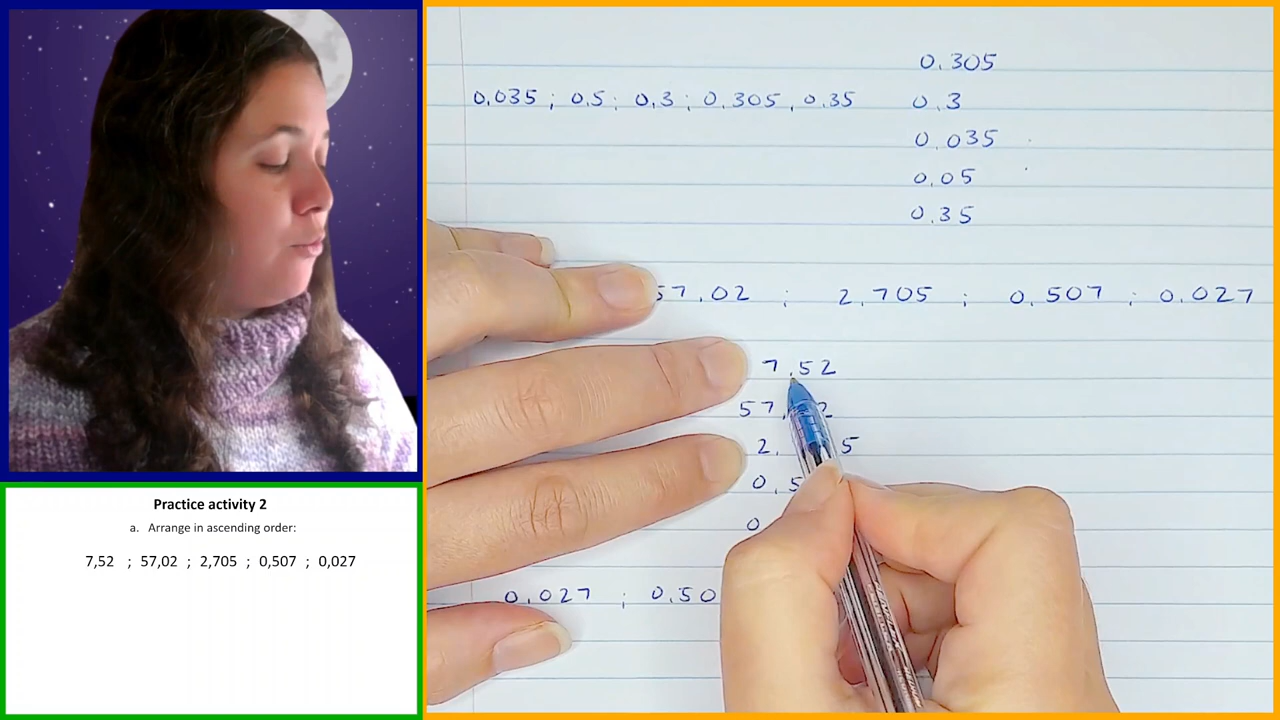 0,305
0,035 ; 0,5 ; 0,3 ; 0,305 , 0,35
0,3
0,035
0,05
0,35
57,02 ; 2,705 ; 0,507 ; 0,027
7,52
57,
2,
5
0,5
0
0,027 ; 0,50
Practice activity 2
a. Arrange in ascending order:
7,52 ; 57,02 ; 2,705 ; 0,507 ; 0,027